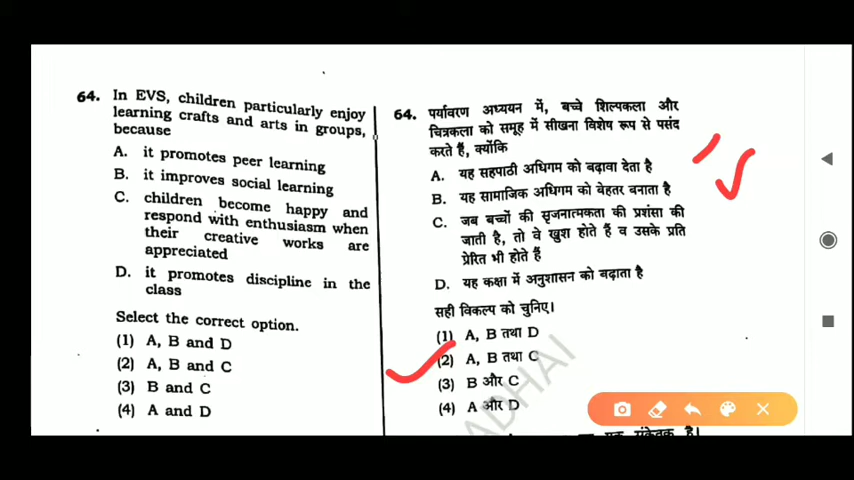 64. In EVS, children particularly enjoy
learning crafts and arts in groups,
because
A. it promotes peer learning
B. it improves social learning
C. children become happy and
respond with enthusiasm when
their creative works are
appreciated
D. it promotes discipline in the
class
Select the correct option.
(1) A, B and D
(2) A, B and C
(3) B and C
(4) A and D
64. पर्यावरण अध्ययन में, बच्चे शिल्पकला और
चित्रकला को समूह में सीखना विशेष रूप से पसंद
करते हैं, क्योंकि
A. यह सहपाठी अधिगम को बढ़ावा देता है
B. यह सामाजिक अधिगम को बेहतर बनाता है
C. जब बच्चों की सृजनात्मकता की प्रशंसा की
जाती है, तो वे खुश होते हैं व उसके प्रति
प्रेरित भी होते हैं
D. यह कक्षा में अनुशासन को बढ़ाता है
सही विकल्प को चुनिए।
(1) A, B तथा D
(2) A, B तथा C
(3) B और C
(4) A और D
ADHAI
एक संकेतक है।